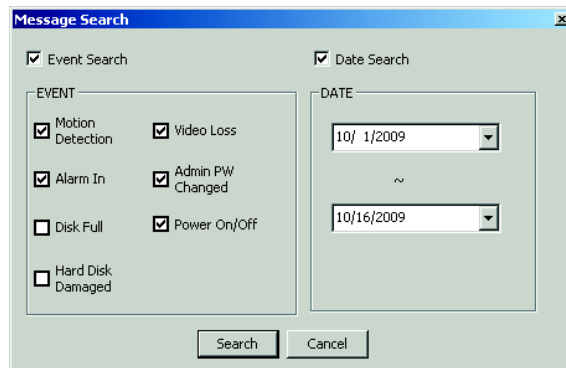 Message Search
Event Search
Date Search
EVENT
Motion
Detection
Video Loss
Alarm In
Admin PW
Changed
Disk Full
Power On/Off
Hard Disk
Damaged
DATE
10/ 1/2009
~
10/16/2009
Search
Cancel